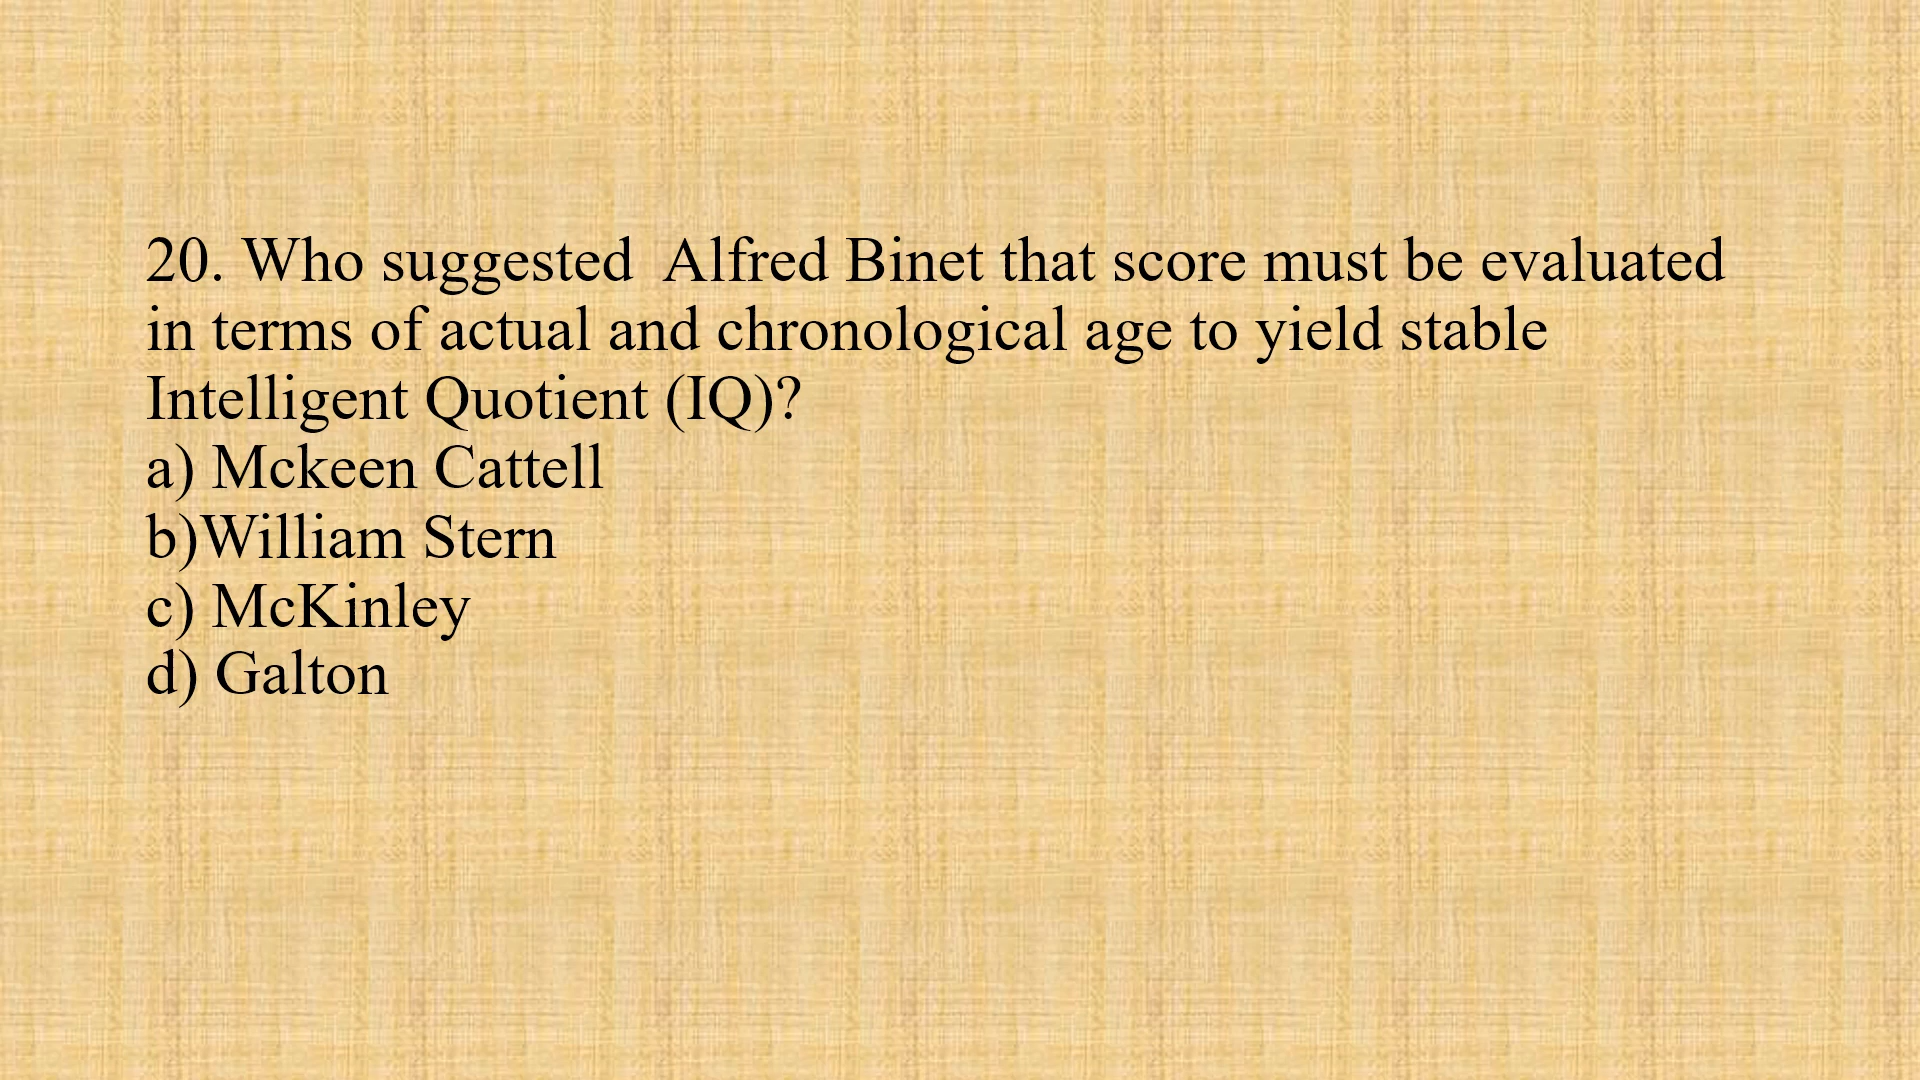 20. Who suggested  Alfred Binet that score must be evaluated
in terms of actual and chronological age to yield stable
Intelligent Quotient (IQ)?
a) Mckeen Cattell
b)William Stern
c) McKinley
d) Galton